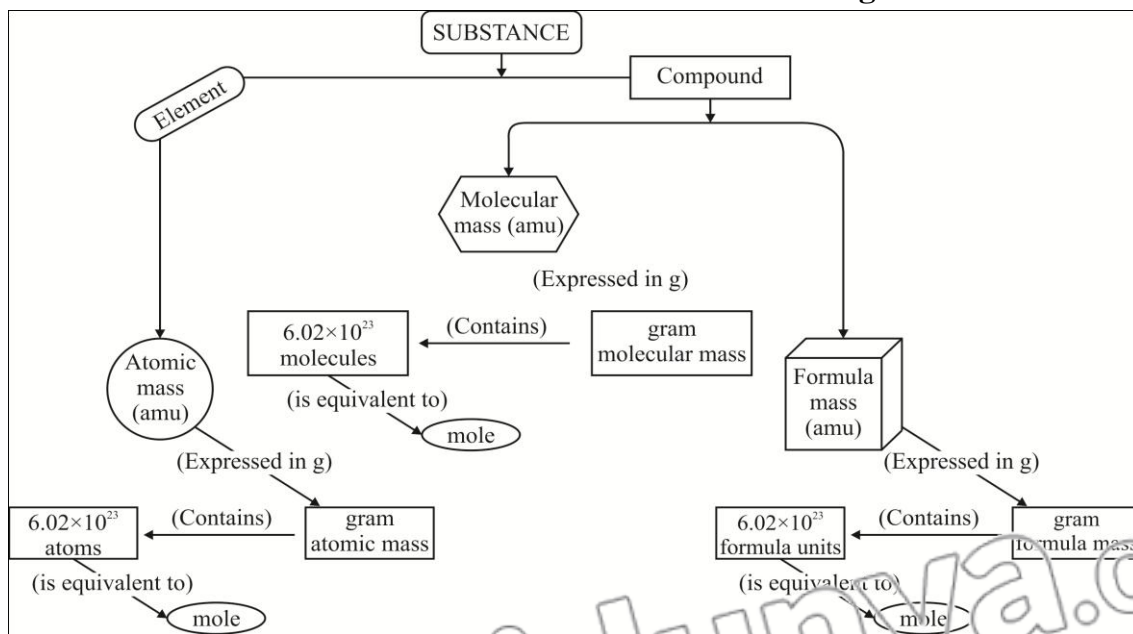 SUBSTANCE
Element
Compound
Molecular
mass (amu)
(Expressed in g)
6.02×10²³
molecules
(Contains)
gram
molecular mass
(is equivalent to)
mole
Atomic
mass
(amu)
Formula
mass
(amu)
(Expressed in g)
(Expressed in g)
6.02×10²³
atoms
(Contains)
gram
atomic mass
6.02×10²³
formula units
(Contains)
gram
formula mass
(is equivalent to)
mole
(is equivalent to)
mole